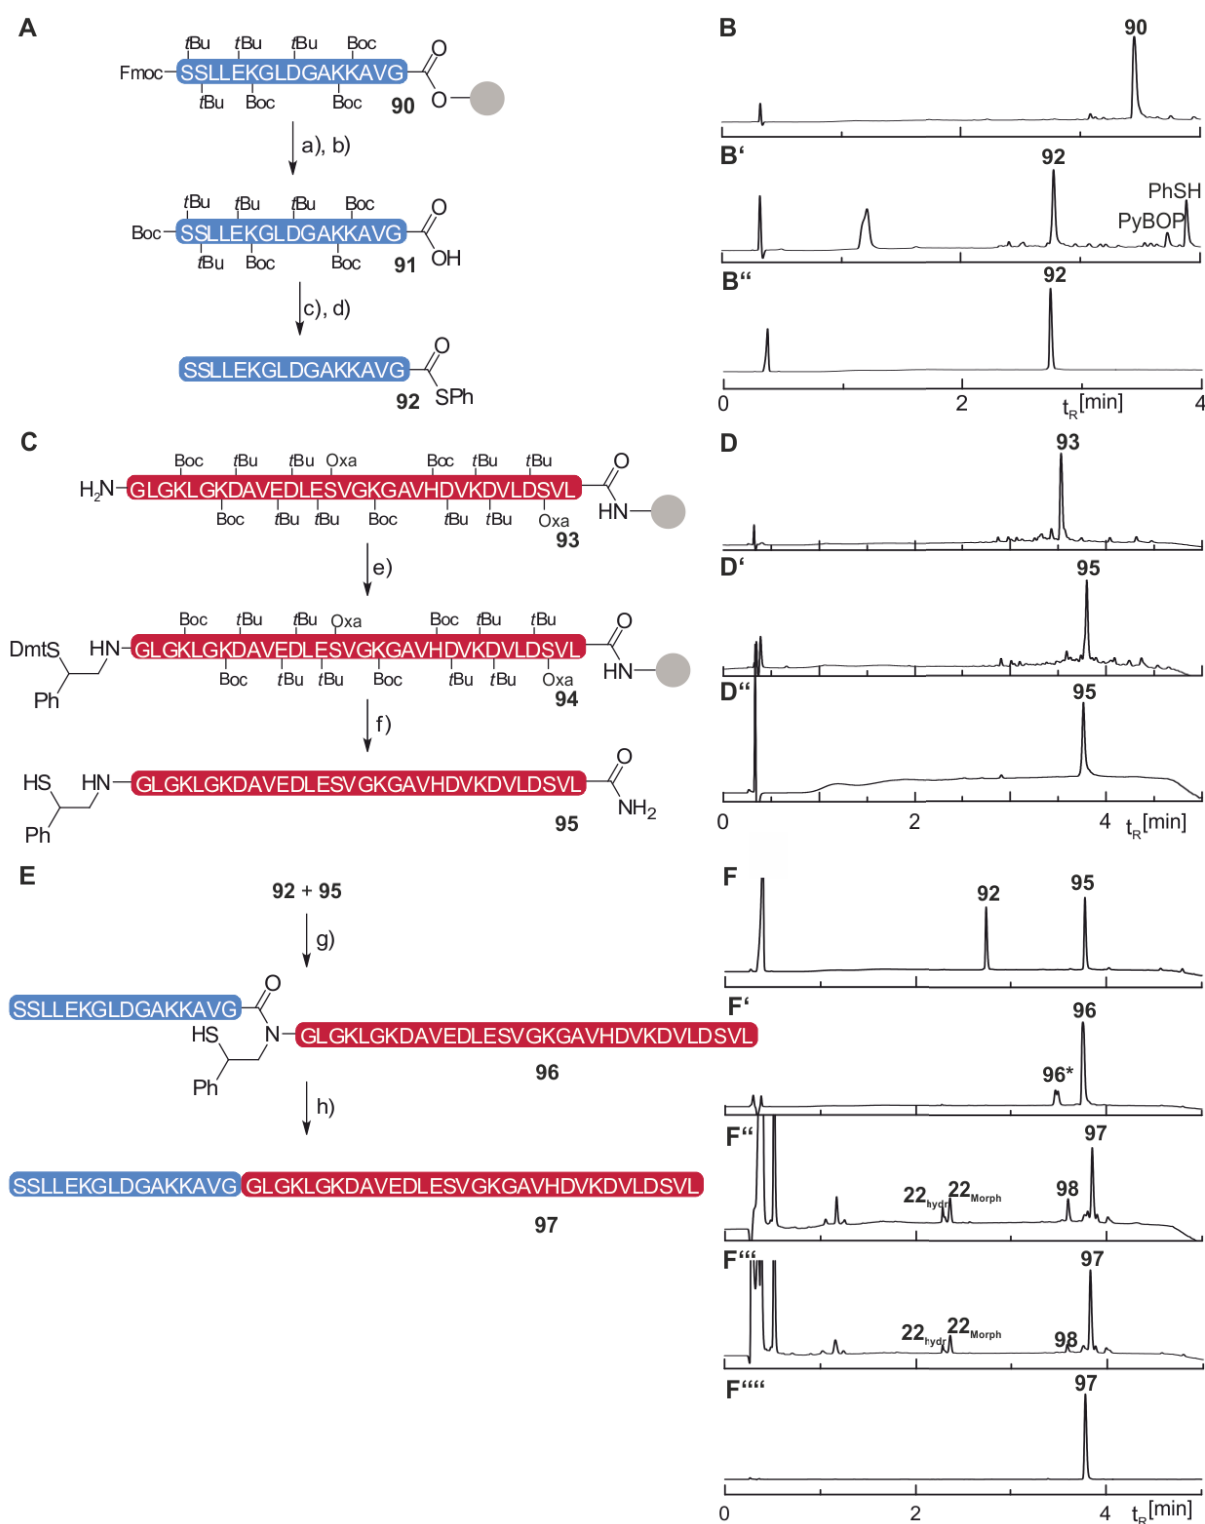 A
tBu tBu tBu Boc
Fmoc SSLLEKGLDGAKKAVG O
O
tBu Boc Boc 90
a), b)
tBu tBu tBu Boc
Boc SSLLEKGLDGAKKAVG O
OH
tBu Boc Boc 91
c), d)
SSLLEKGLDGAKKAVG O
SPh
92
B
90
B‘
92
PhSH
PyBOP
B“
92
0 2 4
tR[min]
C
Boc tBu tBu Oxa Boc tBu tBu
H2N GLGKLGKDAVEDLESVGKGAVHDVKDVLDSVL O
HN
Boc tBu tBu Boc tBu tBu Oxa
93
e)
Boc tBu tBu Oxa Boc tBu tBu
DmtS HN GLGKLGKDAVEDLESVGKGAVHDVKDVLDSVL O
HN
Ph
Boc tBu tBu Boc tBu tBu Oxa
94
f)
HS HN GLGKLGKDAVEDLESVGKGAVHDVKDVLDSVL O
NH2
Ph
95
D
93
D‘
95
D“
95
0 2 4
tR[min]
E
92 + 95
g)
SSLLEKGLDGAKKAVG O
HS N GLGKLGKDAVEDLESVGKGAVHDVKDVLDSVL
Ph
96
h)
SSLLEKGLDGAKKAVG GLGKLGKDAVEDLESVGKGAVHDVKDVLDSVL
97
F
92
95
F‘
96
96*
F“
97
22hydr 22Morph 98
F“‘
97
22hydr 22Morph 98
F““
97
0 2 4
tR[min]